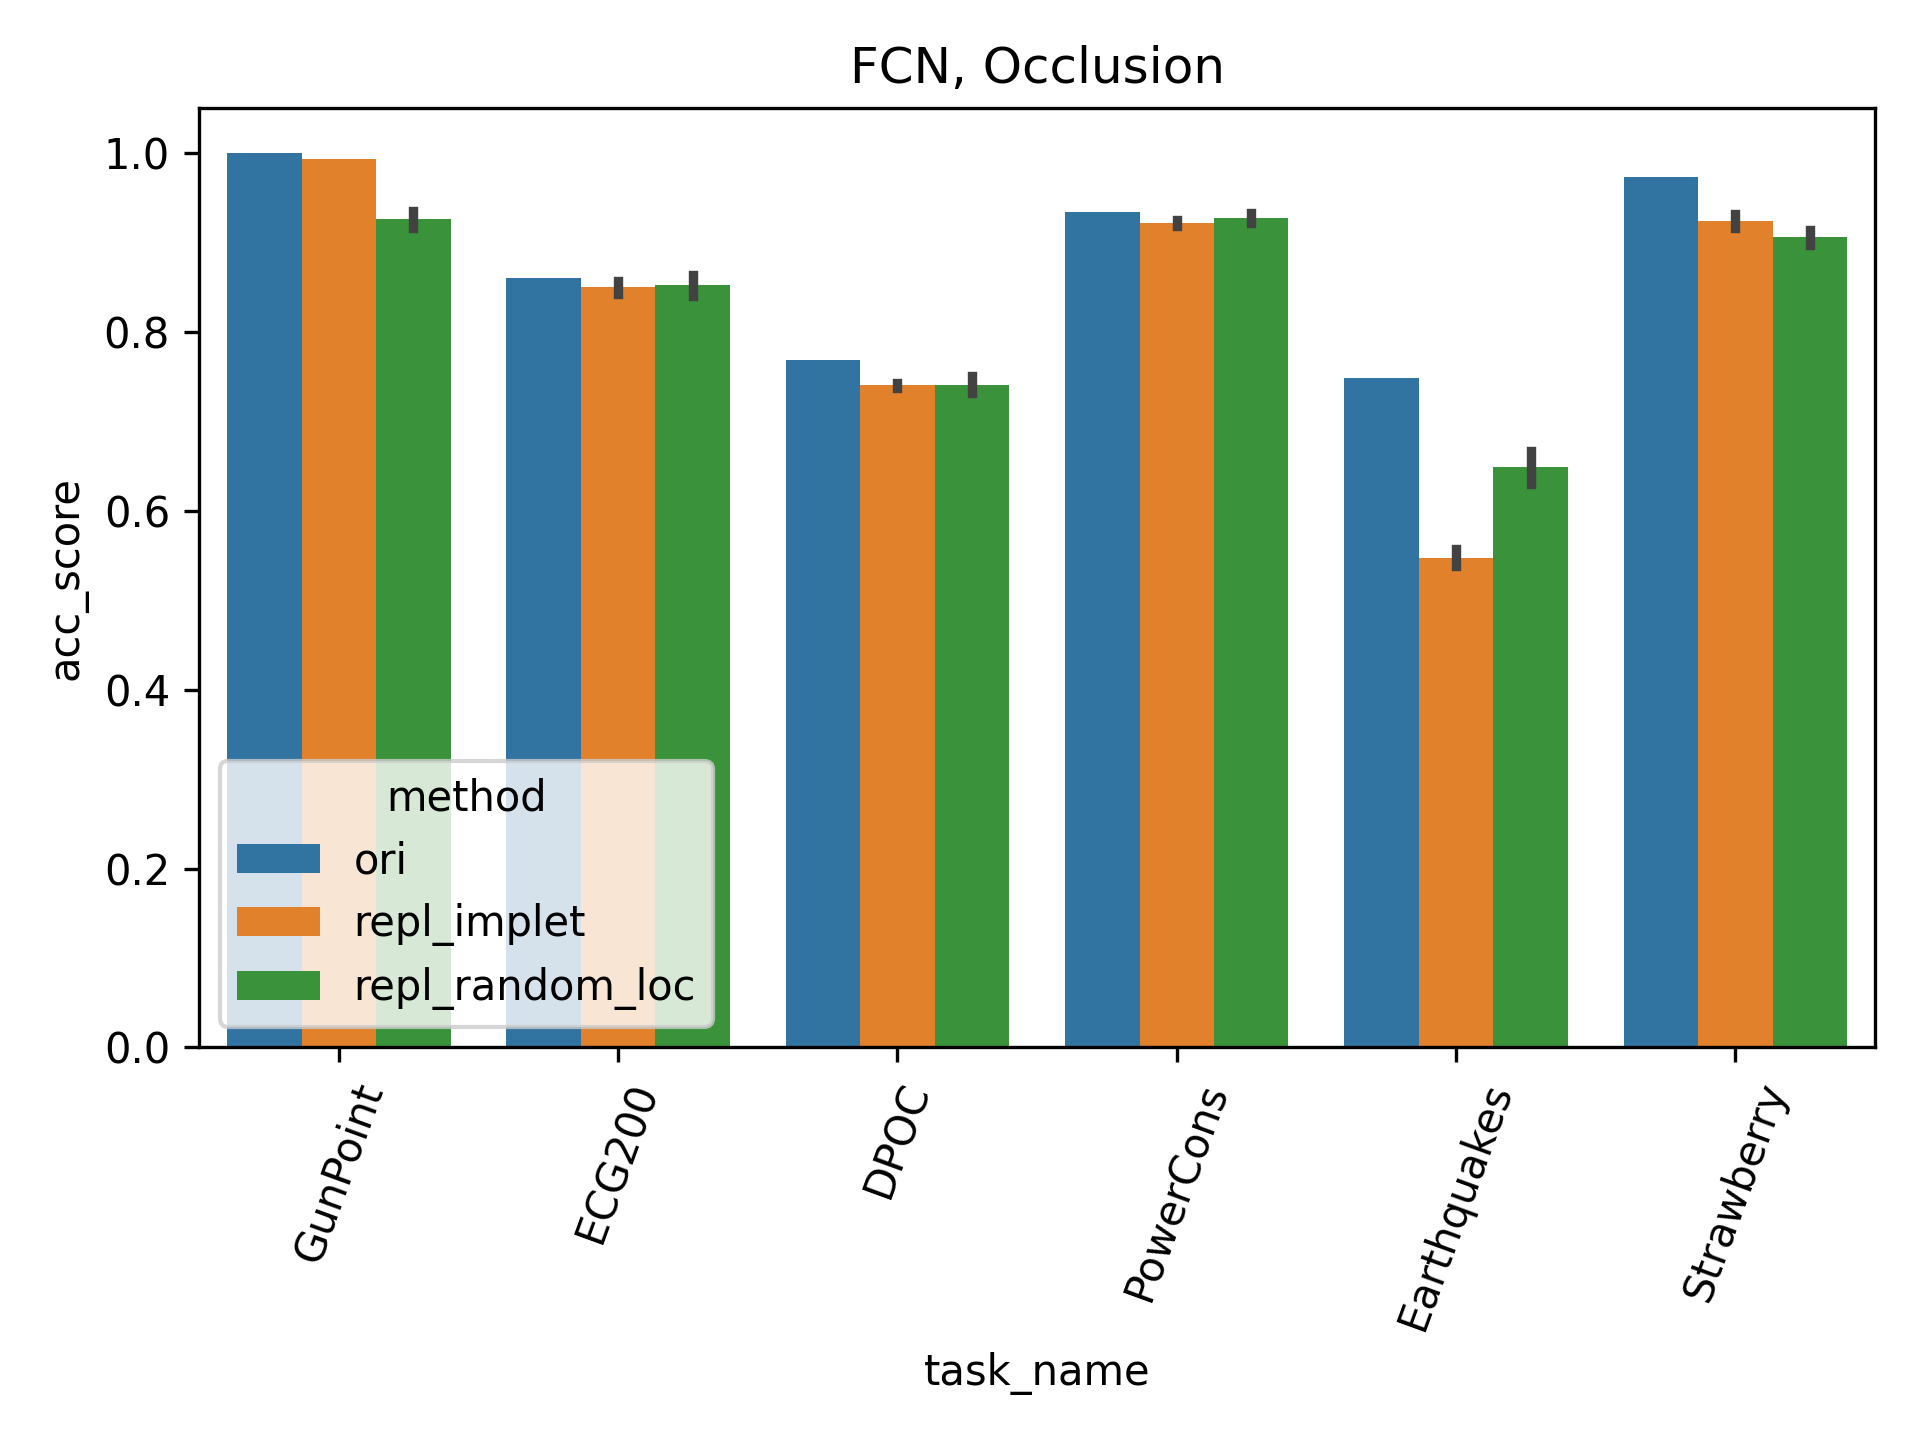 FCN, Occlusion
acc_score
1.0
0.8
0.6
0.4
0.2
0.0
method
ori
repl_implet
repl_random_loc
GunPoint
ECG200
DPOC
PowerCons
Earthquakes
Strawberry
task_name